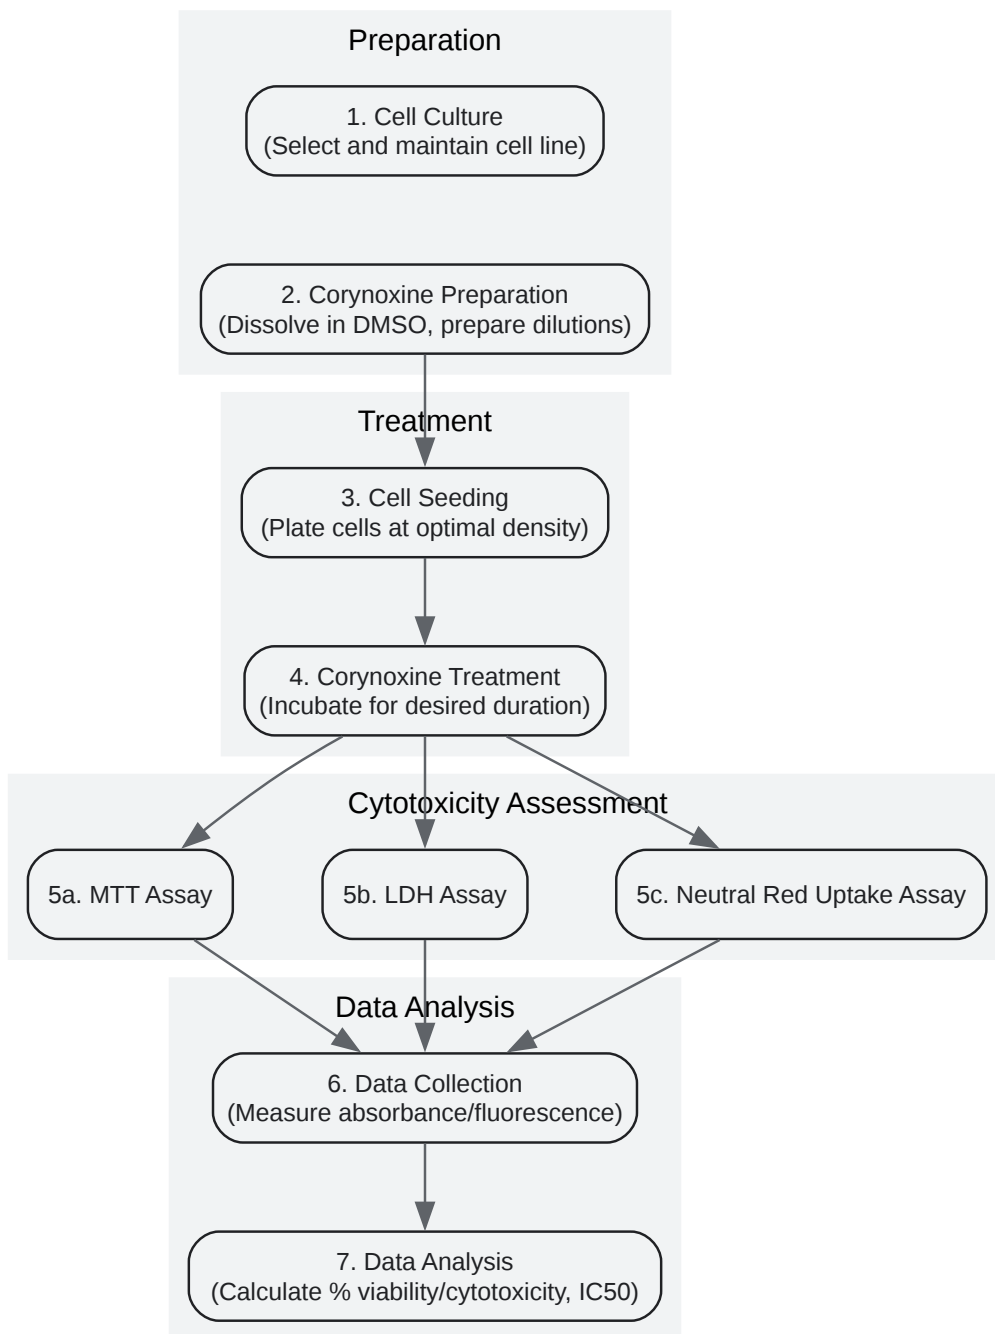 Preparation
1. Cell Culture
(Select and maintain cell line)
2. Corynoxine Preparation
(Dissolve in DMSO, prepare dilutions)
Treatment
3. Cell Seeding
(Plate cells at optimal density)
4. Corynoxine Treatment
(Incubate for desired duration)
Cytotoxicity Assessment
5a. MTT Assay
5b. LDH Assay
5c. Neutral Red Uptake Assay
Data Analysis
6. Data Collection
(Measure absorbance/fluorescence)
7. Data Analysis
(Calculate % viability/cytotoxicity, IC50)